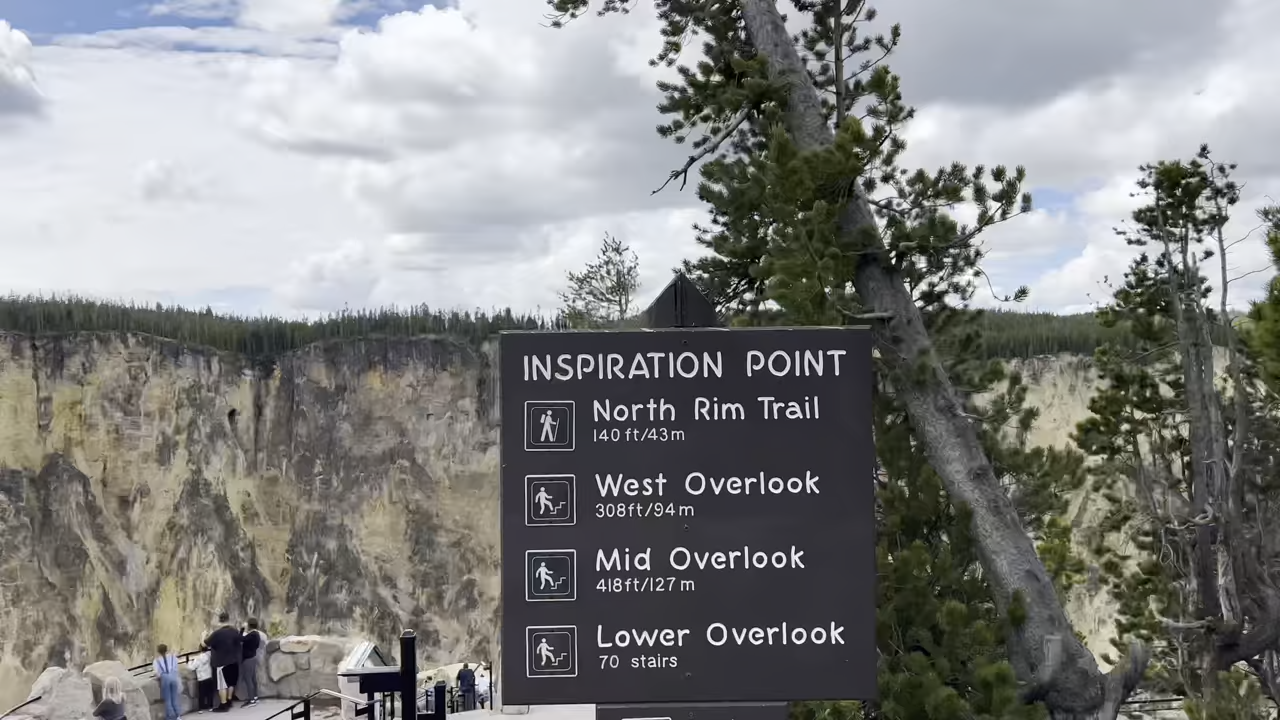 INSPIRATION POINT
North Rim Trail
140 ft/43m
West Overlook
308ft/94m
Mid Overlook
418ft/127m
Lower Overlook
70 stairs